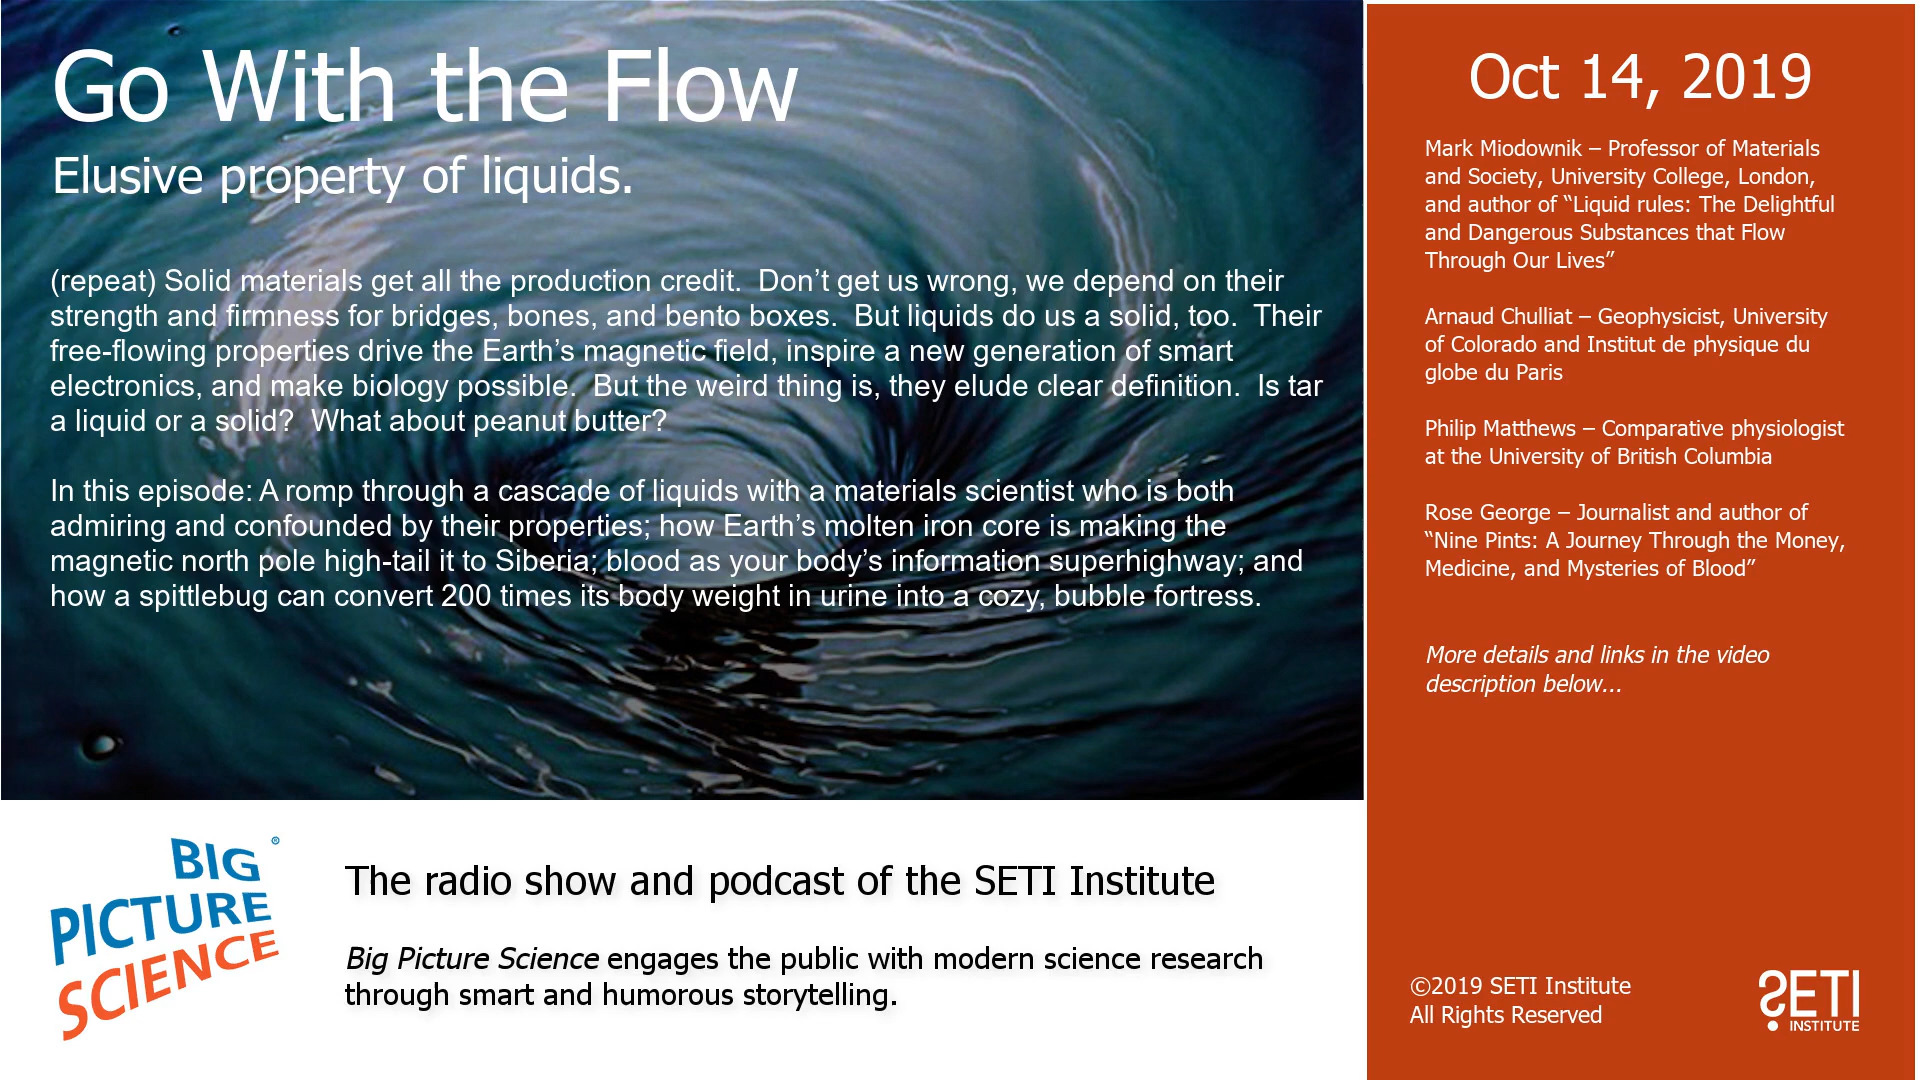 Go With the Flow
Elusive property of liquids.
(repeat) Solid materials get all the production credit.  Don’t get us wrong, we depend on their
strength and firmness for bridges, bones, and bento boxes.  But liquids do us a solid, too.  Their
free-flowing properties drive the Earth’s magnetic field, inspire a new generation of smart
electronics, and make biology possible.  But the weird thing is, they elude clear definition.  Is tar
a liquid or a solid?  What about peanut butter?
In this episode: A romp through a cascade of liquids with a materials scientist who is both
admiring and confounded by their properties; how Earth’s molten iron core is making the
magnetic north pole high-tail it to Siberia; blood as your body’s information superhighway; and
how a spittlebug can convert 200 times its body weight in urine into a cozy, bubble fortress.
Oct 14, 2019
Mark Miodownik – Professor of Materials
and Society, University College, London,
and author of “Liquid rules: The Delightful
and Dangerous Substances that Flow
Through Our Lives”
Arnaud Chulliat – Geophysicist, University
of Colorado and Institut de physique du
globe du Paris
Philip Matthews – Comparative physiologist
at the University of British Columbia
Rose George – Journalist and author of
“Nine Pints: A Journey Through the Money,
Medicine, and Mysteries of Blood”
More details and links in the video
description below...
BIG ®
PICTURE
SCIENCE
The radio show and podcast of the SETI Institute
Big Picture Science engages the public with modern science research
through smart and humorous storytelling.
©2019 SETI Institute
All Rights Reserved
SETI
INSTITUTE